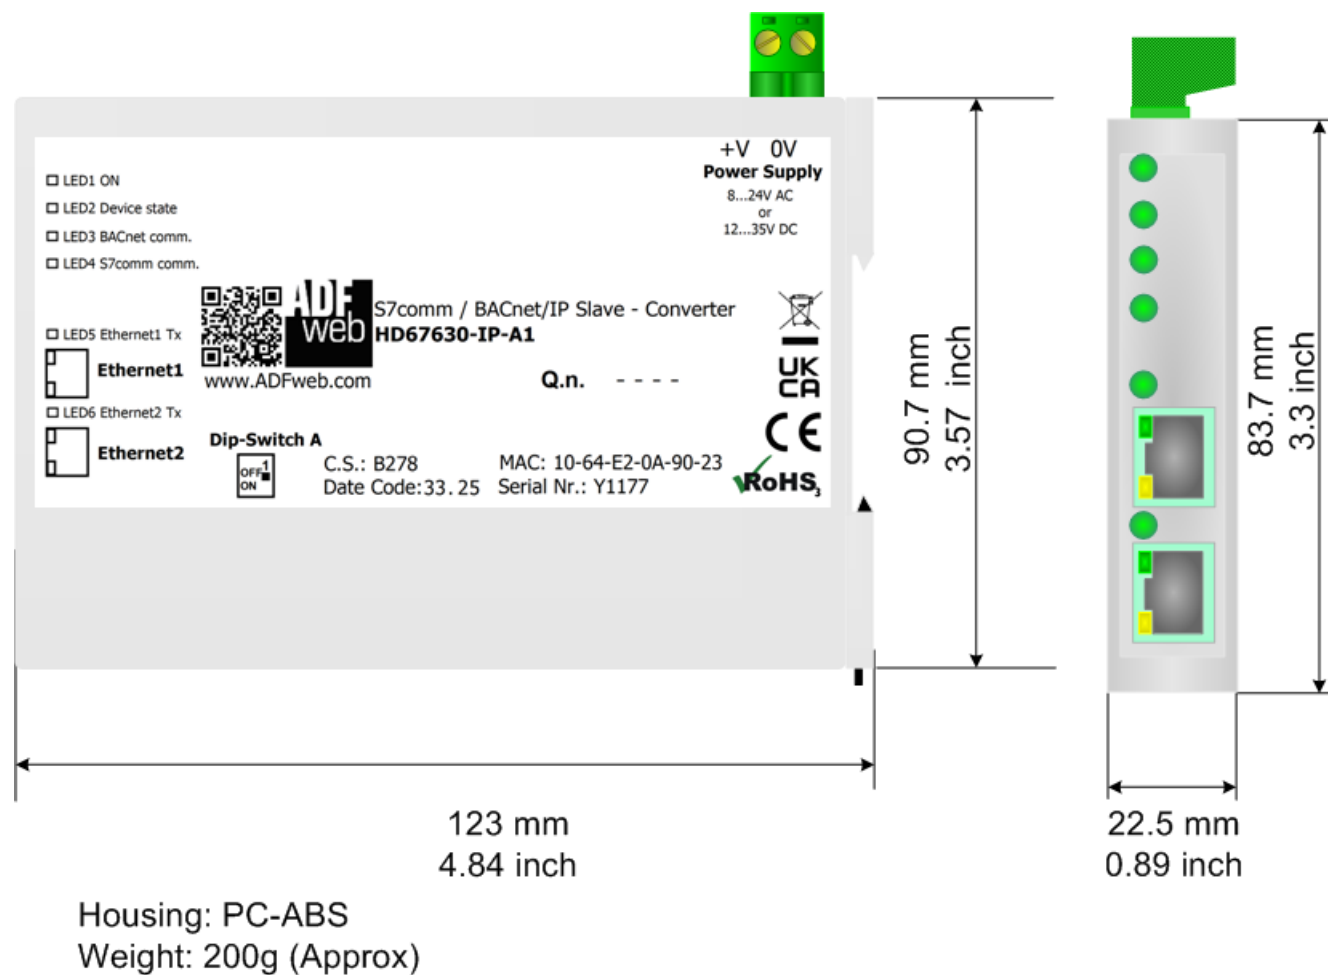 +V 0V
Power Supply
8...24V AC
or
12...35V DC
LED1 ON
LED2 Device state
LED3 BACnet comm.
LED4 S7comm comm.
ADF
web
www.ADFweb.com
S7comm / BACnet/IP Slave - Converter
HD67630-IP-A1
Q.n. - - - -
LED5 Ethernet1 Tx
Ethernet1
LED6 Ethernet2 Tx
Ethernet2
Dip-Switch A
1
OFF
ON
C.S.: B278
Date Code:33.25
MAC: 10-64-E2-0A-90-23
Serial Nr.: Y1177
UK
CA
CE
RoHS3
90.7 mm
3.57 inch
83.7 mm
3.3 inch
123 mm
4.84 inch
22.5 mm
0.89 inch
Housing: PC-ABS
Weight: 200g (Approx)